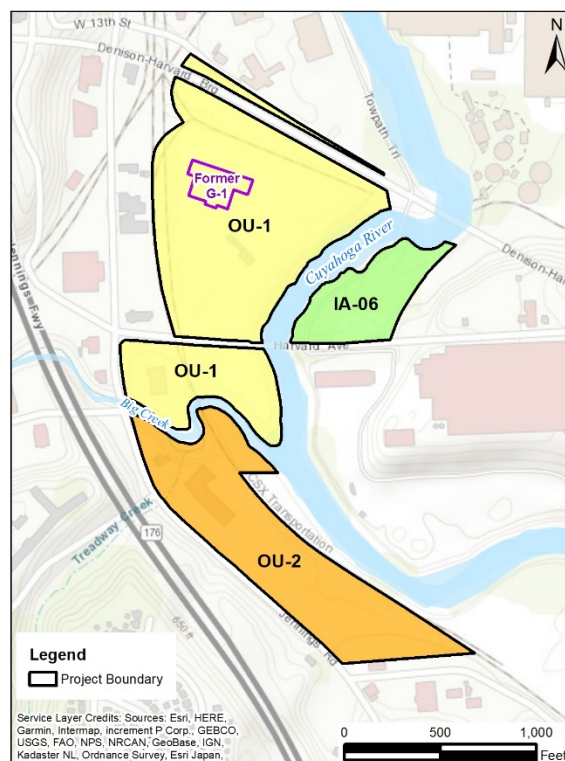 W 13th St
N
Denison-Harvard Brg
Towpath Trl
Former
G-1
OU-1
Cuyahoga River
Denison-Har
Jennings Fwy
IA-06
Harvard Ave
OU-1
Big Creek
CSX Transportation
176
Treadway Creek
OU-2
650 ft
Jennings Rd
Legend
Project Boundary
Service Layer Credits: Sources: Esri, HERE,
Garmin, Intermap, increment P Corp., GEBCO,
USGS, FAO, NPS, NRCAN, GeoBase, IGN,
Kadaster NL, Ordnance Survey, Esri Japan,
0 500 1,000
Feet